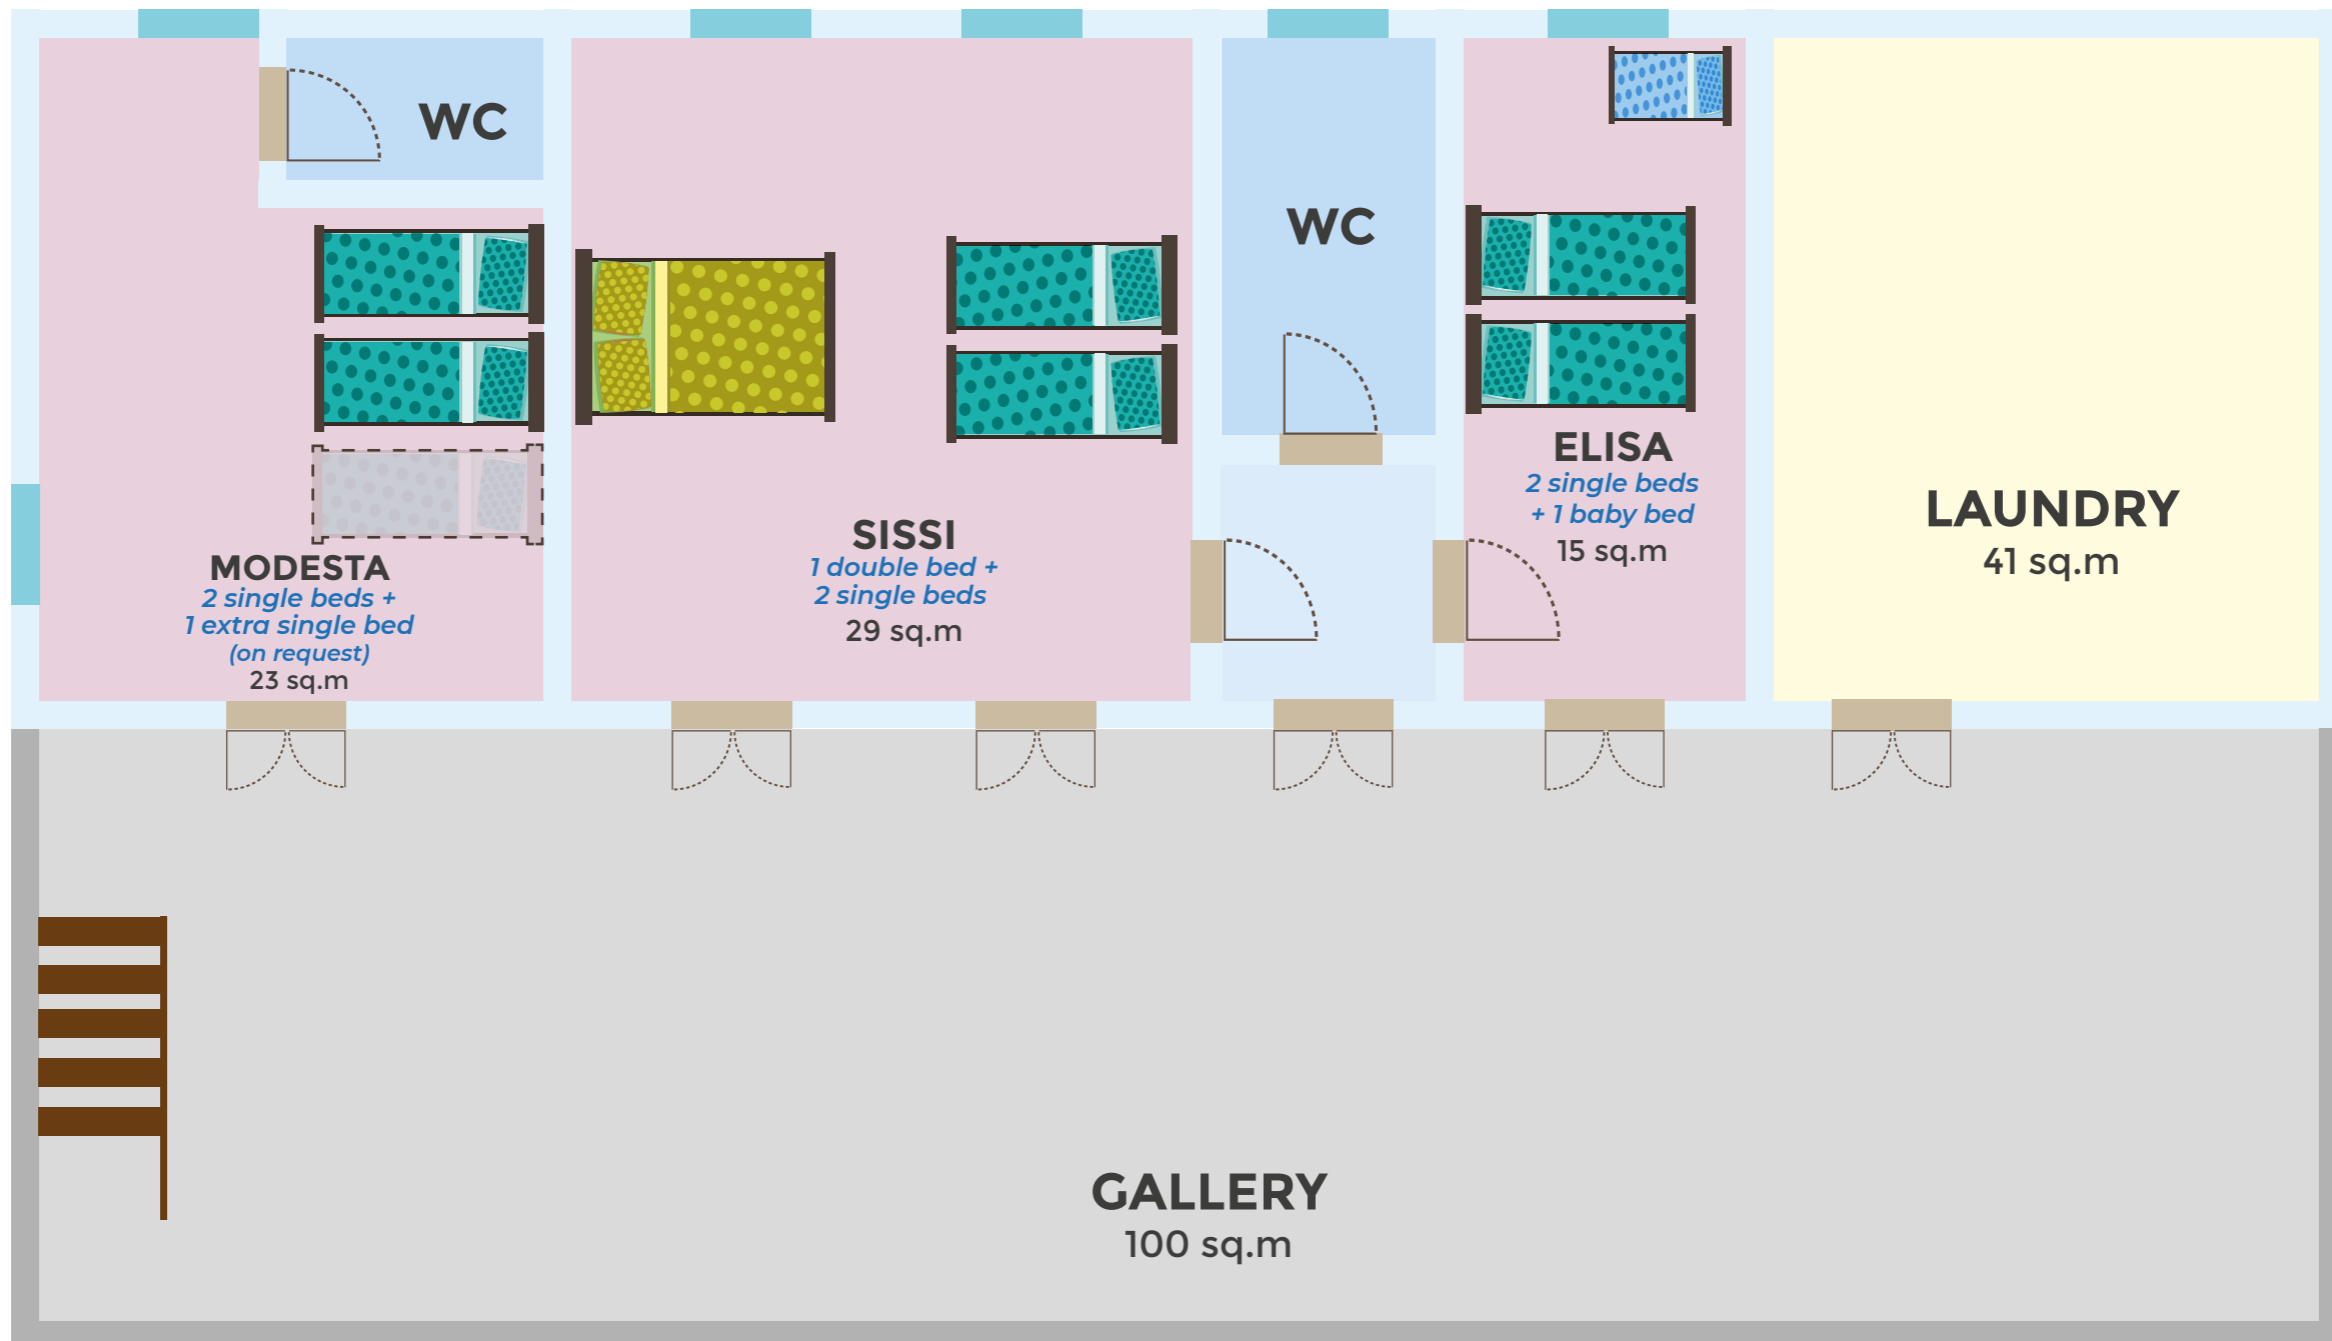 WC
MODESTA
2 single beds +
1 extra single bed
(on request)
23 sq.m
SISSI
1 double bed +
2 single beds
29 sq.m
WC
ELISA
2 single beds
+ 1 baby bed
15 sq.m
LAUNDRY
41 sq.m
GALLERY
100 sq.m